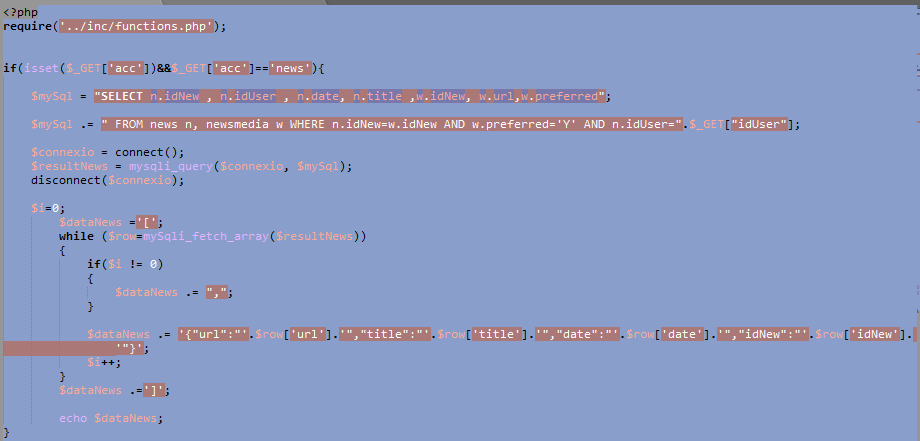 <?php
require('../inc/functions.php');
if(isset($_GET['acc'])&&$_GET['acc']=='news'){
$mySql = "SELECT n.idNew , n.idUser , n.date, n.title ,w.idNew, w.url,w.preferred";
$mySql .= " FROM news n, newsmedia w WHERE n.idNew=w.idNew AND w.preferred='Y' AND n.idUser=".$_GET["idUser"];
$connexio = connect();
$resultNews = mysqli_query($connexio, $mySql);
disconnect($connexio);
$i=0;
$dataNews ='[';
while ($row=mySqli_fetch_array($resultNews))
{
if($i != 0)
{
$dataNews .= ",";
}
$dataNews .= '{"url":"'.$row['url'].'","title":"'.$row['title'].'","date":"'.$row['date'].'","idNew":"'.$row['idNew'].
'"}';
$i++;
}
$dataNews .=']';
echo $dataNews;
}